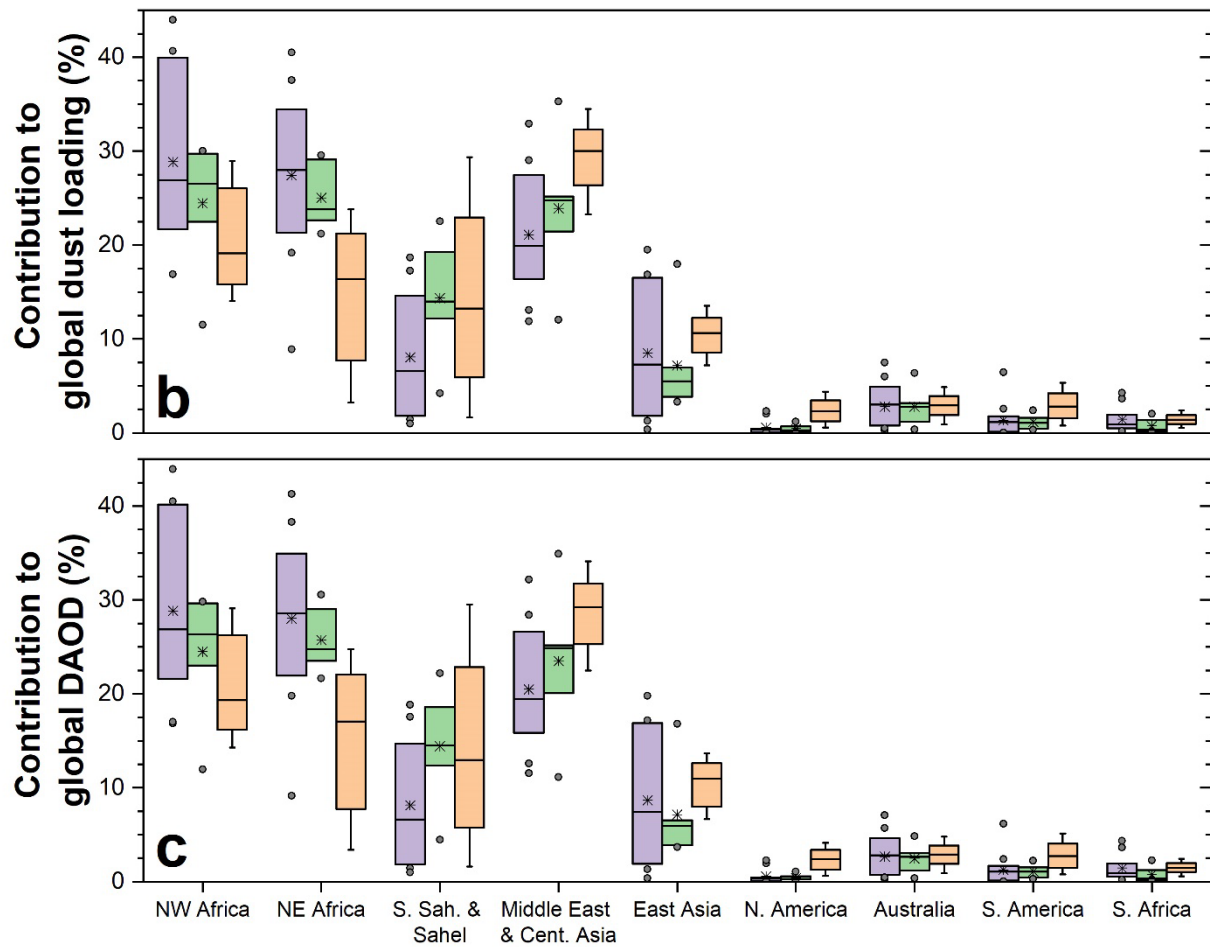 Contribution to
global dust loading (%)
40
30
20
10
0
b
Contribution to
global DAOD (%)
40
30
20
10
0
c
NW Africa
NE Africa
S. Sah. &
Sahel
Middle East
& Cent. Asia
East Asia
N. America
Australia
S. America
S. Africa